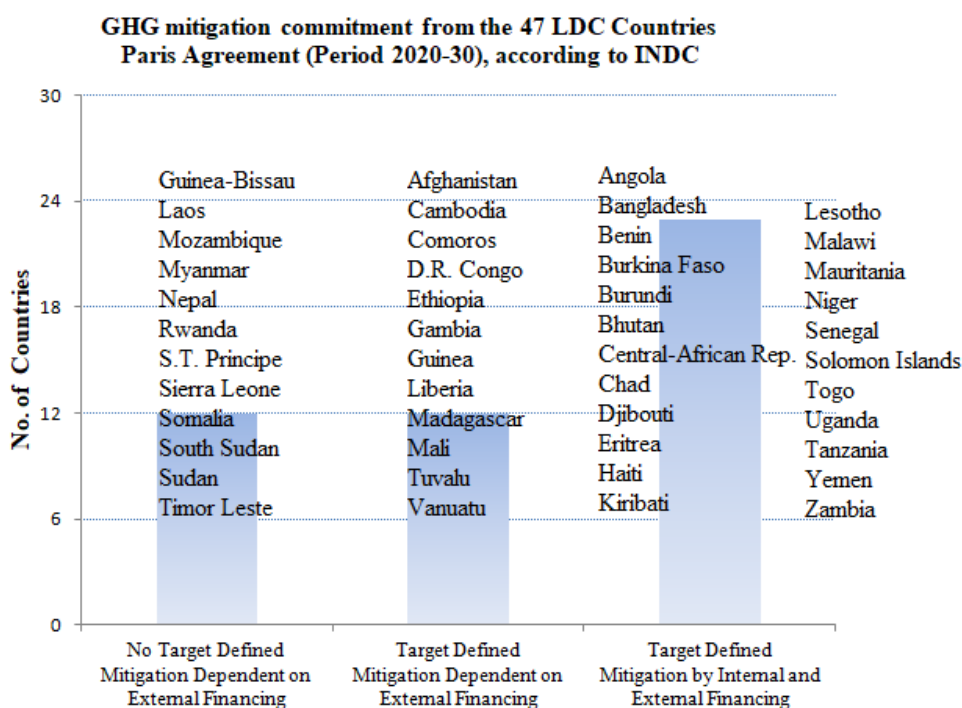 GHG mitigation commitment from the 47 LDC Countries
Paris Agreement (Period 2020-30), according to INDC
No. of Countries
30
24
18
12
6
0
Guinea-Bissau
Laos
Mozambique
Myanmar
Nepal
Rwanda
S.T. Principe
Sierra Leone
Somalia
South Sudan
Sudan
Timor Leste
Afghanistan
Cambodia
Comoros
D.R. Congo
Ethiopia
Gambia
Guinea
Liberia
Madagascar
Mali
Tuvalu
Vanuatu
Angola
Bangladesh
Benin
Burkina Faso
Burundi
Bhutan
Central-African Rep.
Chad
Djibouti
Eritrea
Haiti
Kiribati
Lesotho
Malawi
Mauritania
Niger
Senegal
Solomon Islands
Togo
Uganda
Tanzania
Yemen
Zambia
No Target Defined
Mitigation Dependent on
External Financing
Target Defined
Mitigation Dependent on
External Financing
Target Defined
Mitigation by Internal and
External Financing